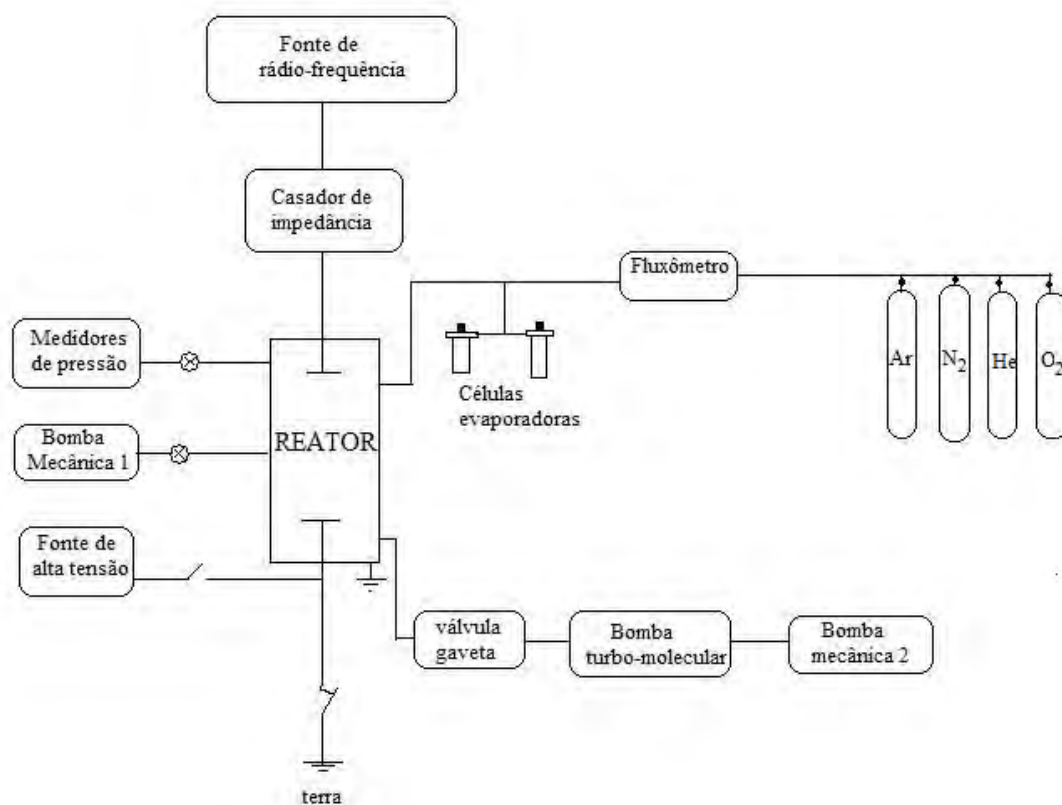 Fonte de
rádio-frequência
Casador de
impedância
Fluxômetro
Medidores
de pressão
Ar
N2
He
O2
Células
evaporadoras
Bomba
Mecânica 1
REATOR
Fonte de
alta tensão
válvula
gaveta
Bomba
turbo-molecular
Bomba
mecânica 2
terra